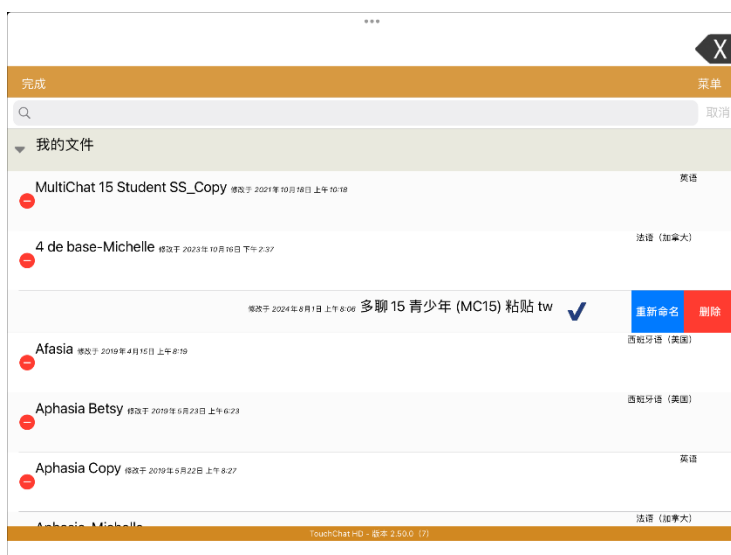 X
完成 菜单
取消
我的文件
英语
MultiChat 15 Student SS_Copy 修改于 2021年10月18日 上午10:18
法语（加拿大）
4 de base-Michelle 修改于 2023年10月16日 下午2:37
修改于 2024年8月1日 上午8:06 多聊 15 青少年 (MC15) 粘贴 tw 重新命名 删除
西班牙语（美国）
Afasia 修改于 2019年4月15日 上午8:19
西班牙语（美国）
Aphasia Betsy 修改于 2019年5月23日 上午6:23
英语
Aphasia Copy 修改于 2019年5月22日 上午8:27
法语（加拿大）
Aphasia-Michelle
TouchChat HD - 版本 2.50.0（7）